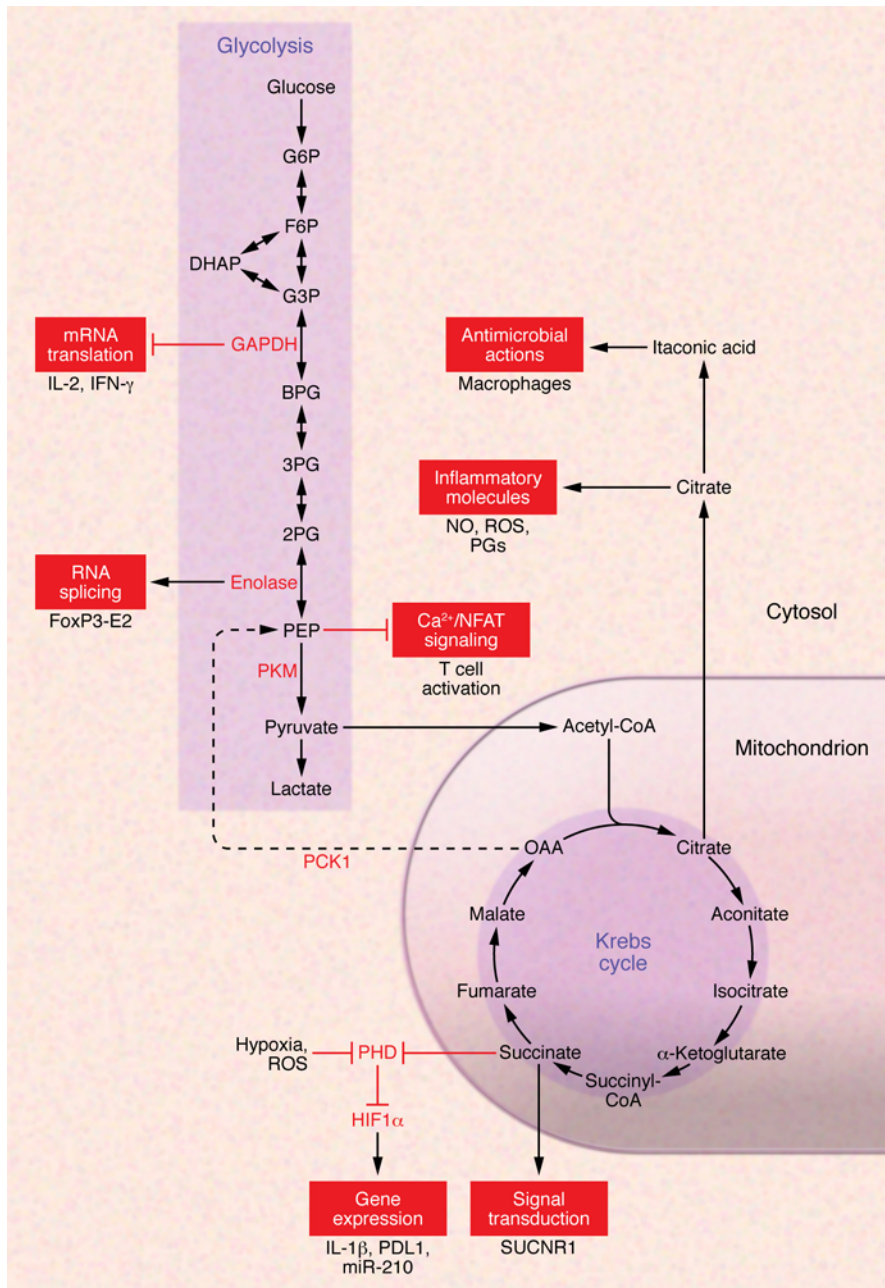 Glycolysis
Glucose
G6P
F6P
DHAP
G3P
mRNA
translation
IL-2, IFN-γ
GAPDH
BPG
3PG
2PG
RNA
splicing
FoxP3-E2
Enolase
PEP
Ca²⁺/NFAT
signaling
T cell
activation
PKM
Pyruvate
Lactate
PCK1
Antimicrobial
actions
Macrophages
Itaconic acid
Inflammatory
molecules
NO, ROS,
PGs
Citrate
Cytosol
Mitochondrion
Acetyl-CoA
OAA
Citrate
Malate
Aconitate
Krebs
cycle
Fumarate
Isocitrate
Succinate
α-Ketoglutarate
Succinyl-
CoA
Hypoxia,
ROS
PHD
HIF1α
Gene
expression
IL-1β, PDL1,
miR-210
Signal
transduction
SUCNR1